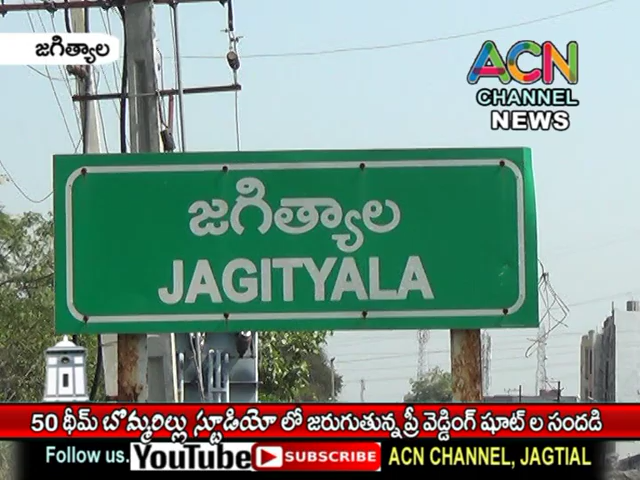 జగిత్యాల
ACN
CHANNEL
NEWS
జగిత్యాల
JAGITYALA
50 థీమ్ బొమ్మరిల్లు స్టూడియో లో జరుగుతున్న ప్రీ వెడ్డింగ్ షూట్ ల సందడి
Follow us. YouTube SUBSCRIBE ACN CHANNEL, JAGTIAL